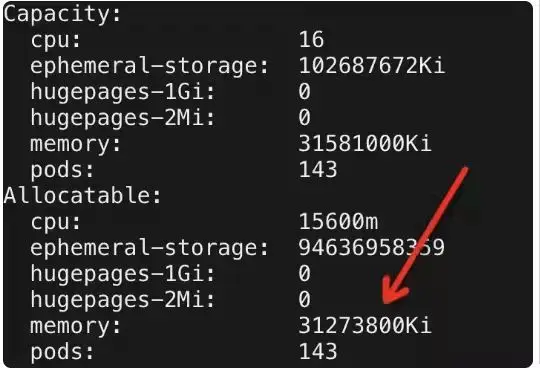 Capacity:
cpu: 16
ephemeral-storage: 102687672Ki
hugepages-1Gi: 0
hugepages-2Mi: 0
memory: 31581000Ki
pods: 143
Allocatable:
cpu: 15600m
ephemeral-storage: 94636958359
hugepages-1Gi: 0
hugepages-2Mi: 0
memory: 31273800Ki
pods: 143